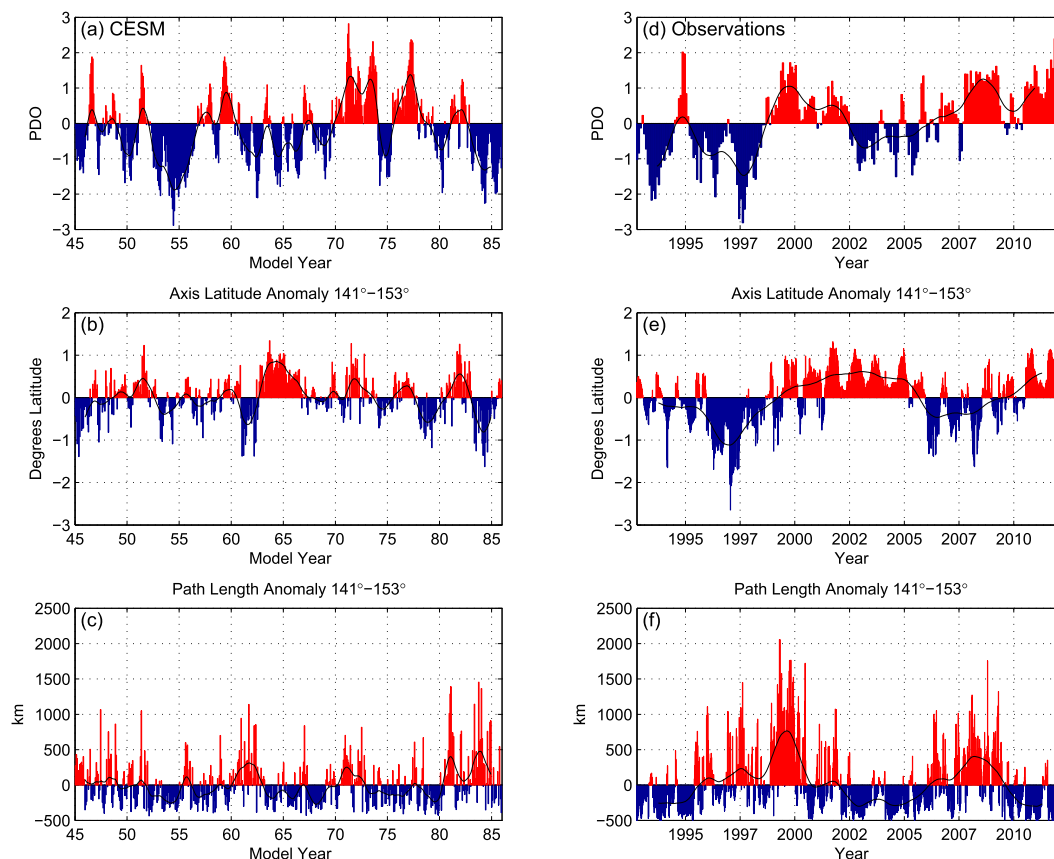 (a) CESM
3
2
1
0
−1
−2
−3
PDO
45 50 55 60 65 70 75 80 85
Model Year
(d) Observations
3
2
1
0
−1
−2
−3
PDO
1995 1997 2000 2002 2005 2007 2010
Year
Axis Latitude Anomaly 141°−153°
(b)
2
1
0
−1
−2
−3
Degrees Latitude
45 50 55 60 65 70 75 80 85
Model Year
Axis Latitude Anomaly 141°−153°
(e)
2
1
0
−1
−2
−3
Degrees Latitude
1995 1997 2000 2002 2005 2007 2010
Year
Path Length Anomaly 141°−153°
(c)
2500
2000
1500
1000
500
0
−500
km
45 50 55 60 65 70 75 80 85
Model Year
Path Length Anomaly 141°−153°
(f)
2500
2000
1500
1000
500
0
−500
km
1995 1997 2000 2002 2005 2007 2010
Year